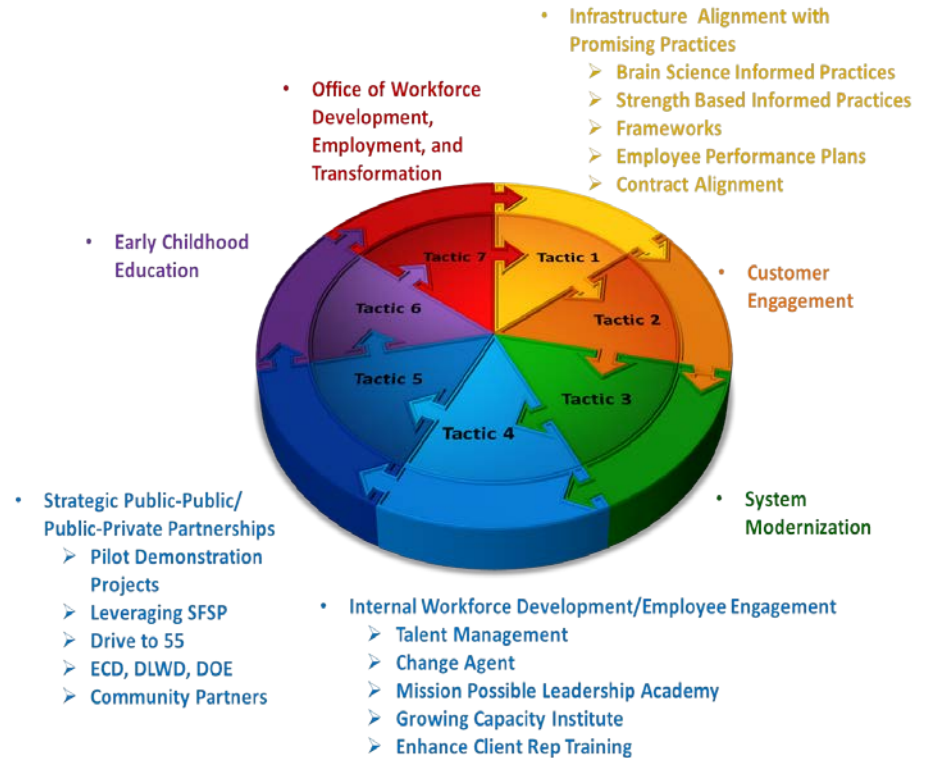 • Infrastructure Alignment with
Promising Practices
➢ Brain Science Informed Practices
➢ Strength Based Informed Practices
➢ Frameworks
➢ Employee Performance Plans
➢ Contract Alignment
• Office of Workforce
Development,
Employment, and
Transformation
• Early Childhood
Education
• Customer
Engagement
Tactic 7
Tactic 1
Tactic 6
Tactic 2
Tactic 5
Tactic 3
Tactic 4
• Strategic Public-Public/
Public-Private Partnerships
➢ Pilot Demonstration
Projects
➢ Leveraging SFSP
➢ Drive to 55
➢ ECD, DLWD, DOE
➢ Community Partners
• System
Modernization
• Internal Workforce Development/Employee Engagement
➢ Talent Management
➢ Change Agent
➢ Mission Possible Leadership Academy
➢ Growing Capacity Institute
➢ Enhance Client Rep Training